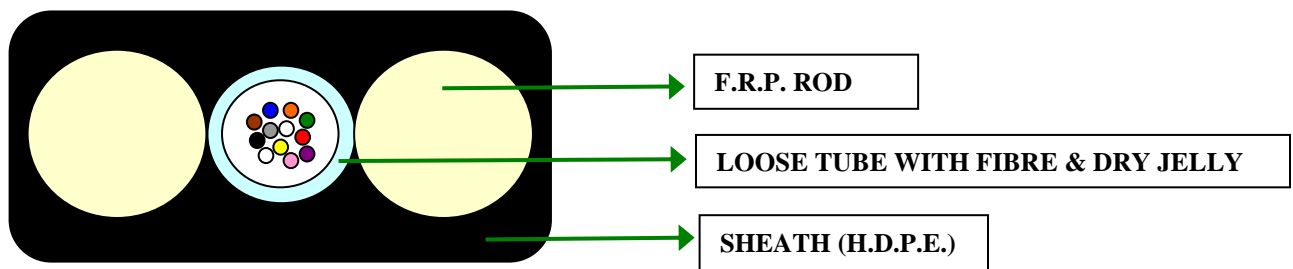 F.R.P. ROD
LOOSE TUBE WITH FIBRE & DRY JELLY
SHEATH (H.D.P.E.)